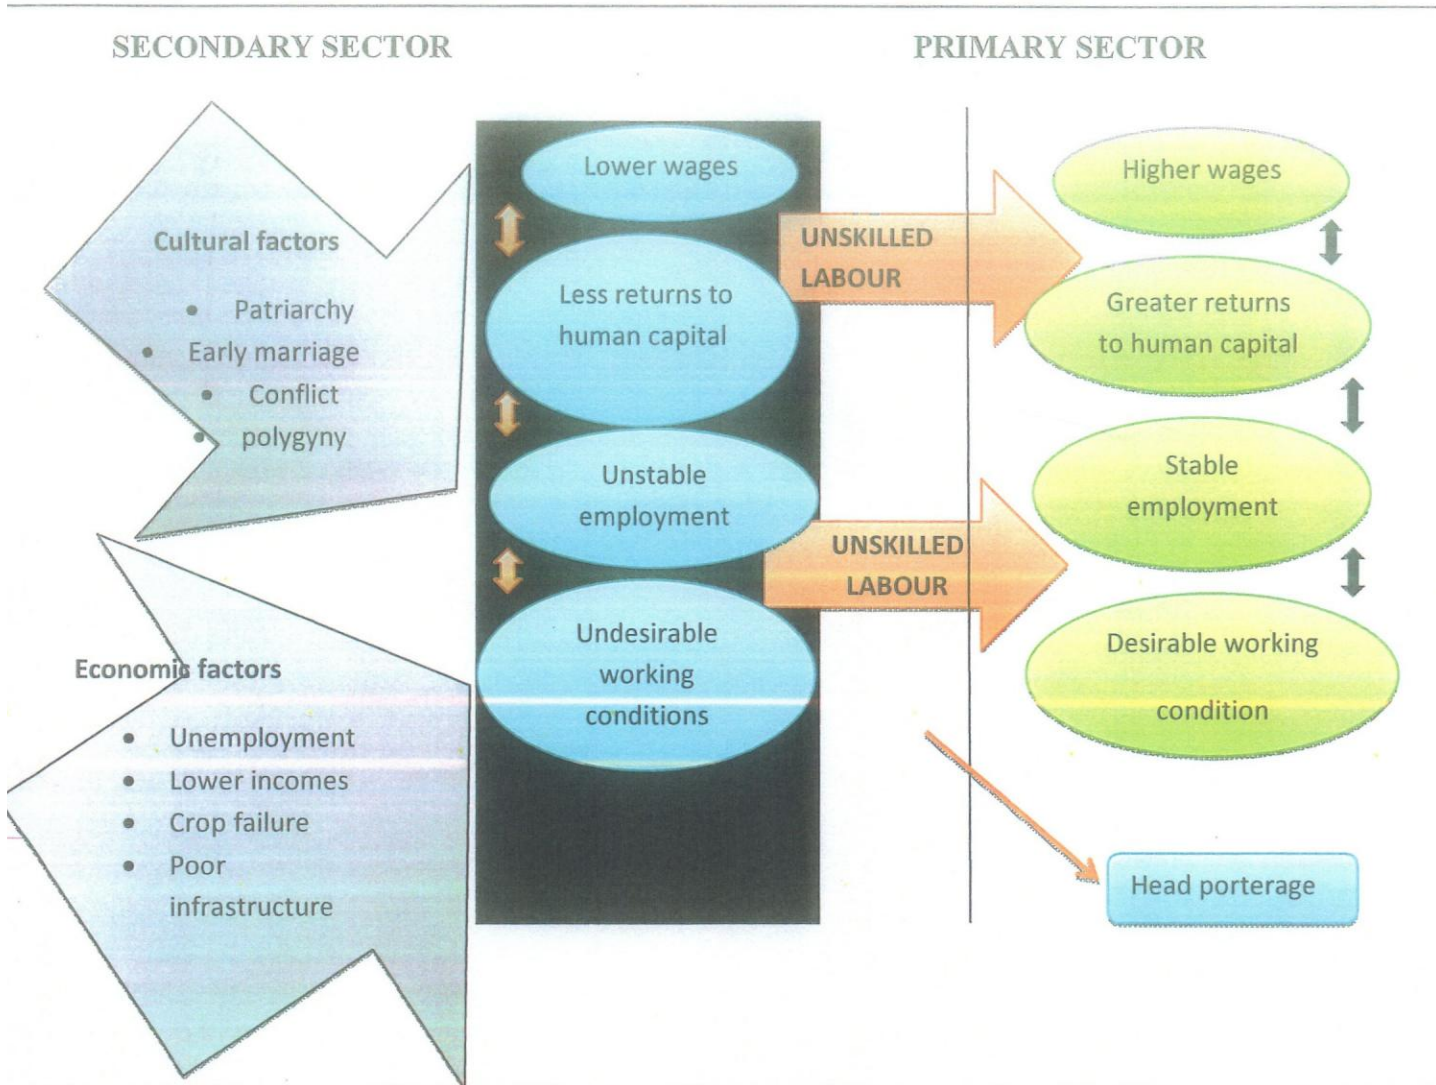 SECONDARY SECTOR
PRIMARY SECTOR
Cultural factors
• Patriarchy
• Early marriage
• Conflict
• polygyny
Economic factors
• Unemployment
• Lower incomes
• Crop failure
• Poor
infrastructure
Lower wages
Less returns to
human capital
Unstable
employment
Undesirable
working
conditions
UNSKILLED
LABOUR
UNSKILLED
LABOUR
Higher wages
Greater returns
to human capital
Stable
employment
Desirable working
condition
Head porterage